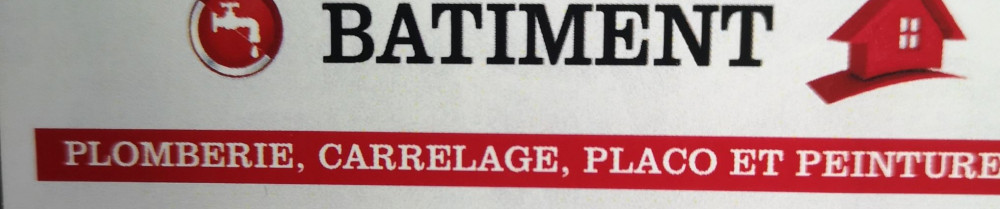 BATIMENT
PLOMBERIE, CARRELAGE, PLACO ET PEINTURE